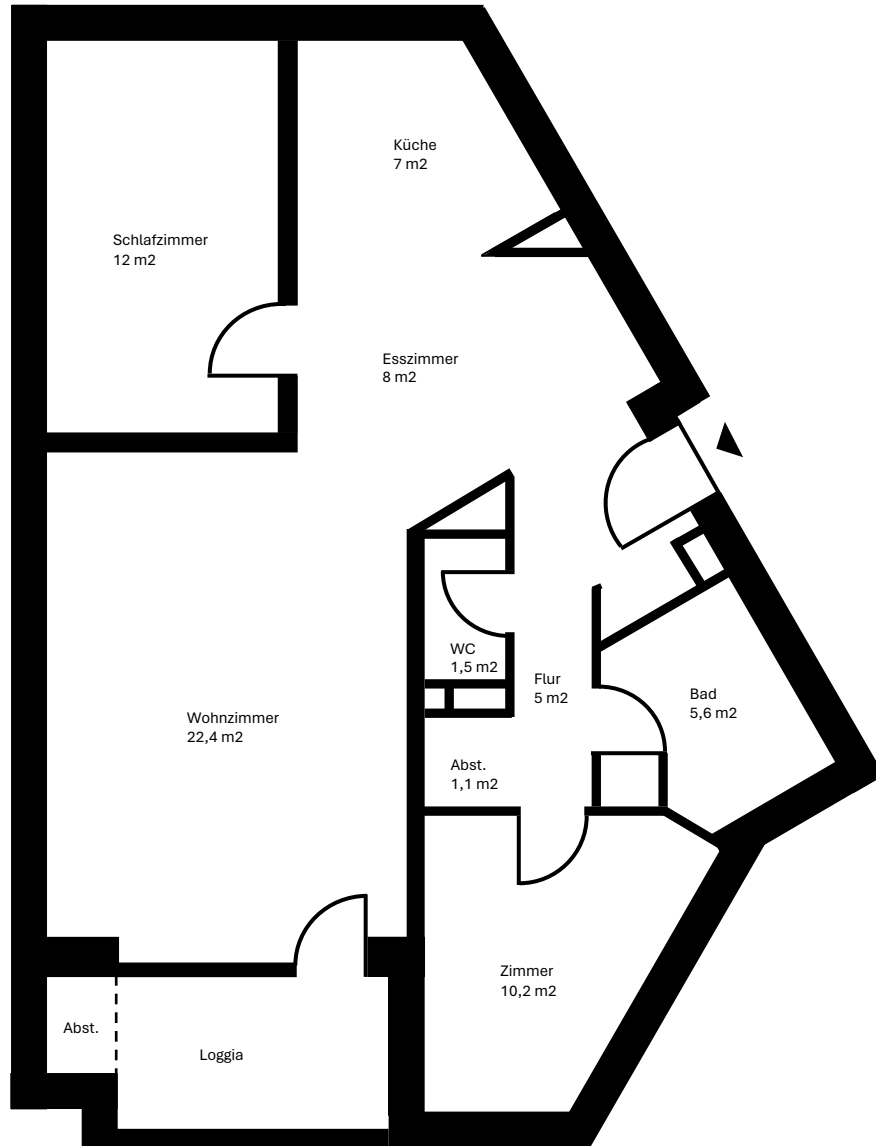 Küche
7 m2
Schlafzimmer
12 m2
Esszimmer
8 m2
WC
1,5 m2
Flur
5 m2
Bad
5,6 m2
Wohnzimmer
22,4 m2
Abst.
1,1 m2
Zimmer
10,2 m2
Abst.
Loggia